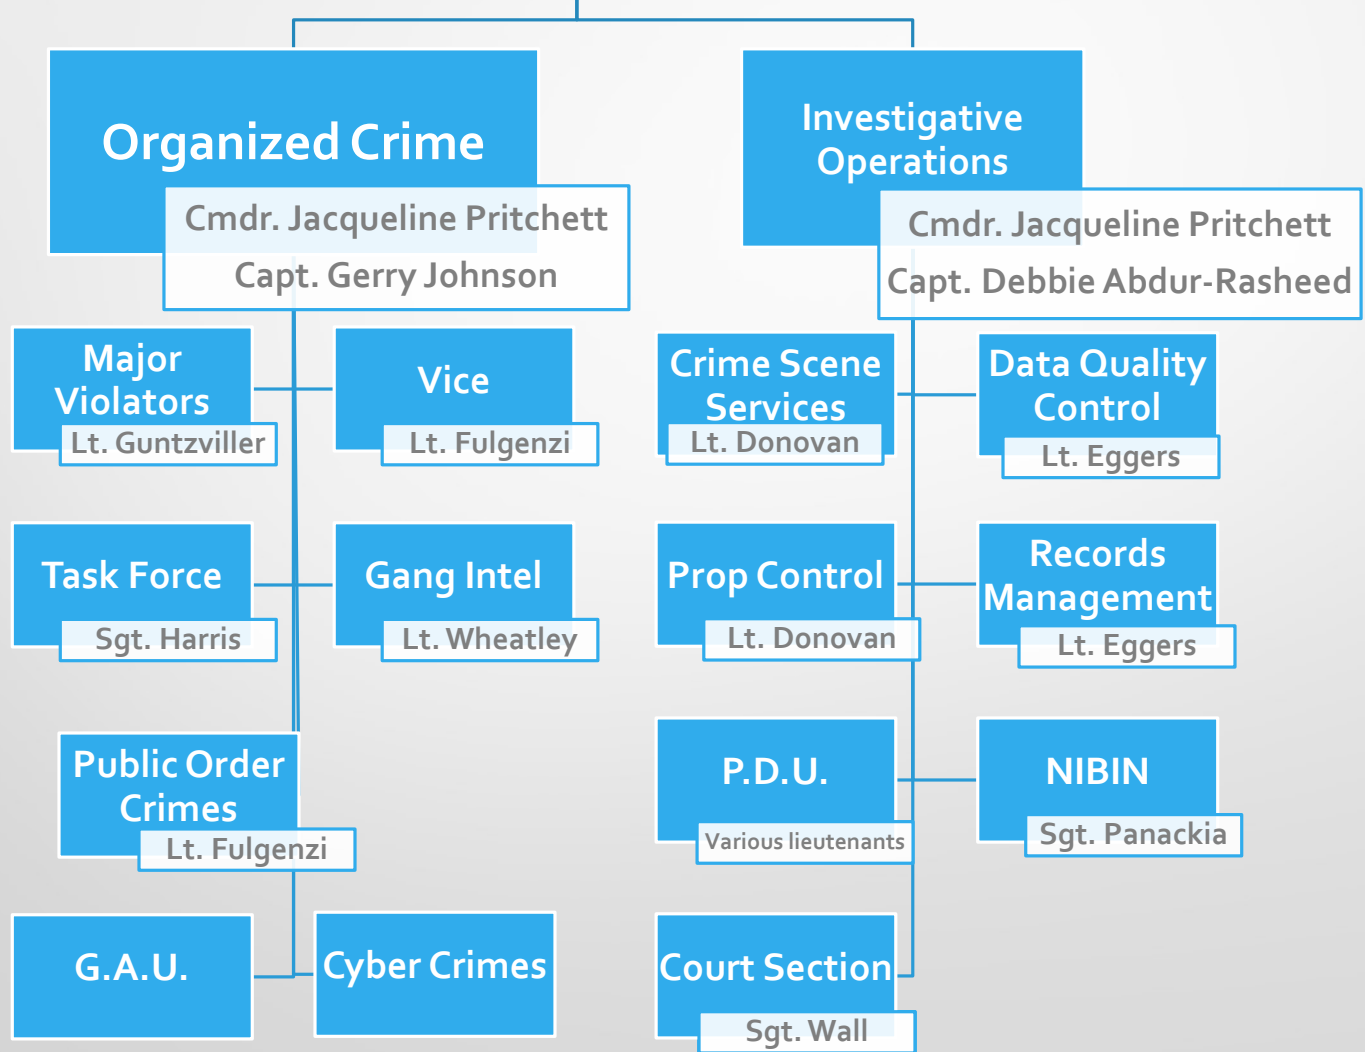 Organized Crime
Cmdr. Jacqueline Pritchett
Capt. Gerry Johnson
Major
Violators
Lt. Guntzviller
Vice
Lt. Fulgenzi
Task Force
Sgt. Harris
Gang Intel
Lt. Wheatley
Public Order
Crimes
Lt. Fulgenzi
G.A.U.
Cyber Crimes
Investigative
Operations
Cmdr. Jacqueline Pritchett
Capt. Debbie Abdur-Rasheed
Crime Scene
Services
Lt. Donovan
Data Quality
Control
Lt. Eggers
Prop Control
Lt. Donovan
Records
Management
Lt. Eggers
P.D.U.
Various lieutenants
NIBIN
Sgt. Panackia
Court Section
Sgt. Wall